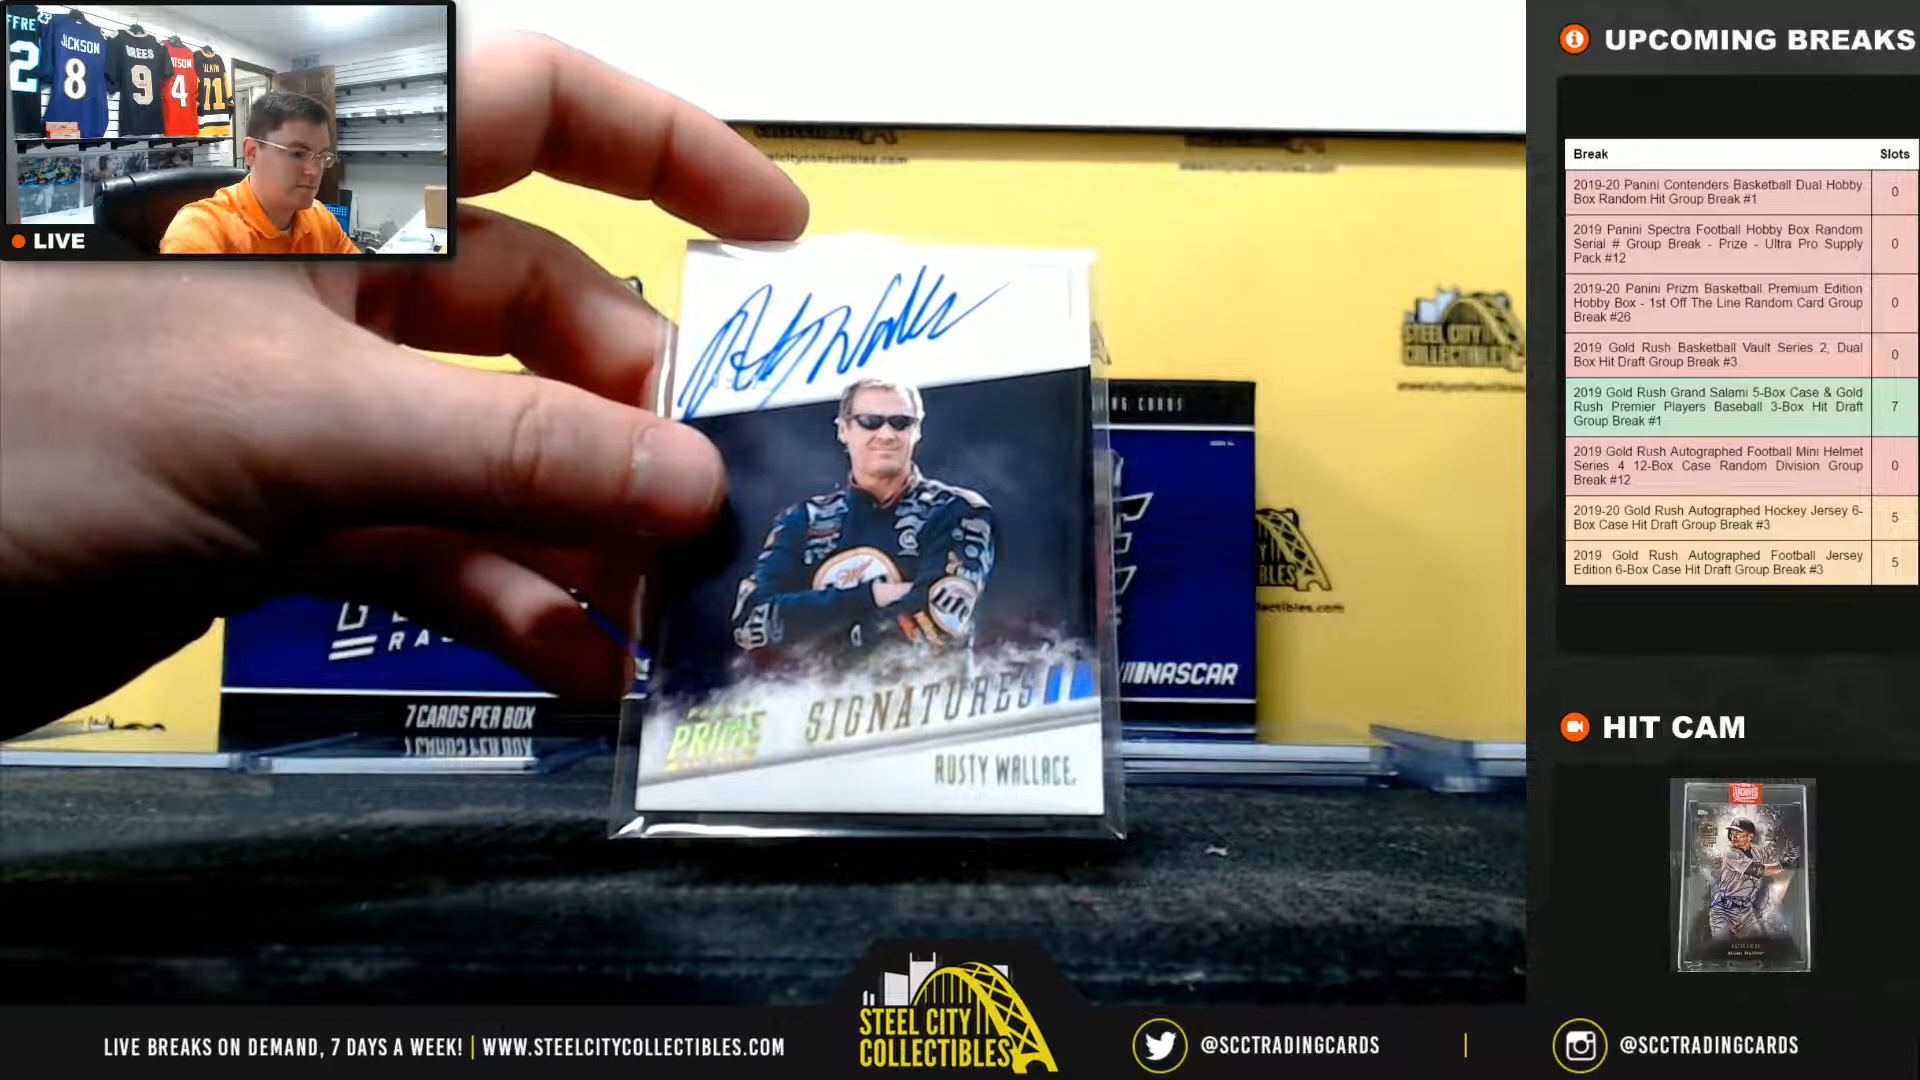 JACKSON
8
BREES
9
4
71
2
LIVE
7 CARDS PER BOX
NASCAR
STEEL CITY
COLLECTIBLES
Lite
PRIME
SIGNATURES
RUSTY WALLACE
UPCOMING BREAKS
Break Slots
2019-20 Panini Contenders Basketball Dual Hobby
Box Random Hit Group Break #1 0
2019 Panini Spectra Football Hobby Box Random
Serial # Group Break - Prize - Ultra Pro Supply 0
Pack #12
2019-20 Panini Prizm Basketball Premium Edition
Hobby Box - 1st Off The Line Random Card Group 0
Break #26
2019 Gold Rush Basketball Vault Series 2, Dual
Box Hit Draft Group Break #3 0
2019 Gold Rush Grand Salami 5-Box Case & Gold
Rush Premier Players Baseball 3-Box Hit Draft 7
Group Break #1
2019 Gold Rush Autographed Football Mini Helmet
Series 4 12-Box Case Random Division Group 0
Break #12
2019-20 Gold Rush Autographed Hockey Jersey 6-
Box Case Hit Draft Group Break #3 5
2019 Gold Rush Autographed Football Jersey
Edition 6-Box Case Hit Draft Group Break #3 5
HIT CAM
ICHIRO
LIVE BREAKS ON DEMAND, 7 DAYS A WEEK! | WWW.STEELCITYCOLLECTIBLES.COM
STEEL CITY
COLLECTIBLES
@SCCTRADINGCARDS
@SCCTRADINGCARDS